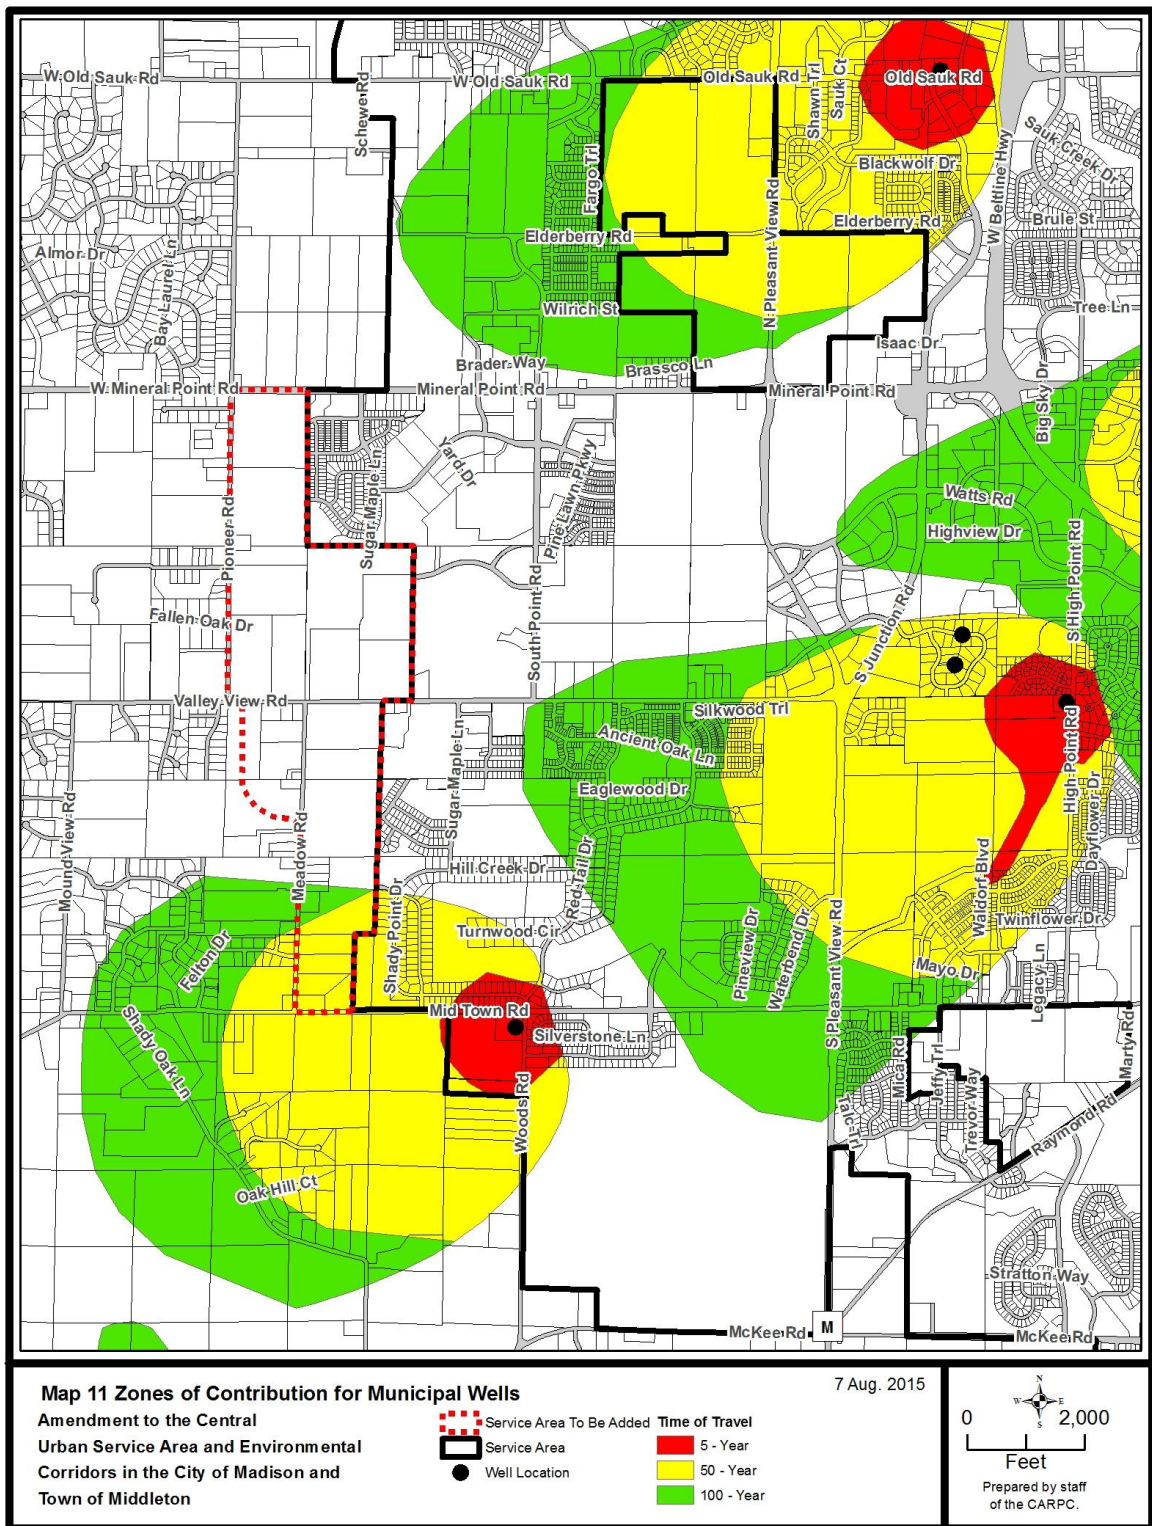 W Old Sauk Rd
Schewe Rd
W Old Sauk Rd
Old Sauk Rd
Shawn Trl
Sauk Ct
Old Sauk Rd
Sauk Creek Dr
W Beltline Hwy
Blackwolf Dr
Fargo Trl
N Pleasant View Rd
Elderberry Rd
Elderberry Rd
Brule St
Almor Dr
Bay Laurel Ln
Wilrich St
Tree Ln
Isaac Dr
Brader Way
Brassco Ln
Big Sky Dr
W Mineral Point Rd
Mineral Point Rd
Mineral Point Rd
Yard Dr
Sugar Maple Ln
Pine Lawn Pkwy
Watts Rd
Highview Dr
Pioneer Rd
South Point Rd
S High Point Rd
Fallen Oak Dr
S Junction Rd
Valley View Rd
Silkwood Trl
Ancient Oak Ln
Sugar Maple Ln
High Point Rd
Eaglewood Dr
Dayflower Dr
Mound View Rd
Meadow Rd
Hill Creek Dr
Red Tail Dr
Waldorf Blvd
Shady Point Dr
Twinflower Dr
Turnwood Cir
Felton Dr
Pineview Dr
Waterbend Dr
S Pleasant View Rd
Mayo Dr
Legacy Ln
Mid Town Rd
Silverstone Ln
Shady Oak Ln
Mica Rd
Jeffy Trl
Marty Rd
Woods Rd
Talc Trl
Trevor Way
Raymond Rd
Oak Hill Ct
Stratton Way
McKee Rd
M
McKee Rd
Map 11 Zones of Contribution for Municipal Wells
7 Aug. 2015
Amendment to the Central
Urban Service Area and Environmental
Corridors in the City of Madison and
Town of Middleton
Service Area To Be Added
Service Area
Well Location
Time of Travel
5 - Year
50 - Year
100 - Year
N
W E
S
0 2,000
Feet
Prepared by staff
of the CARPC.